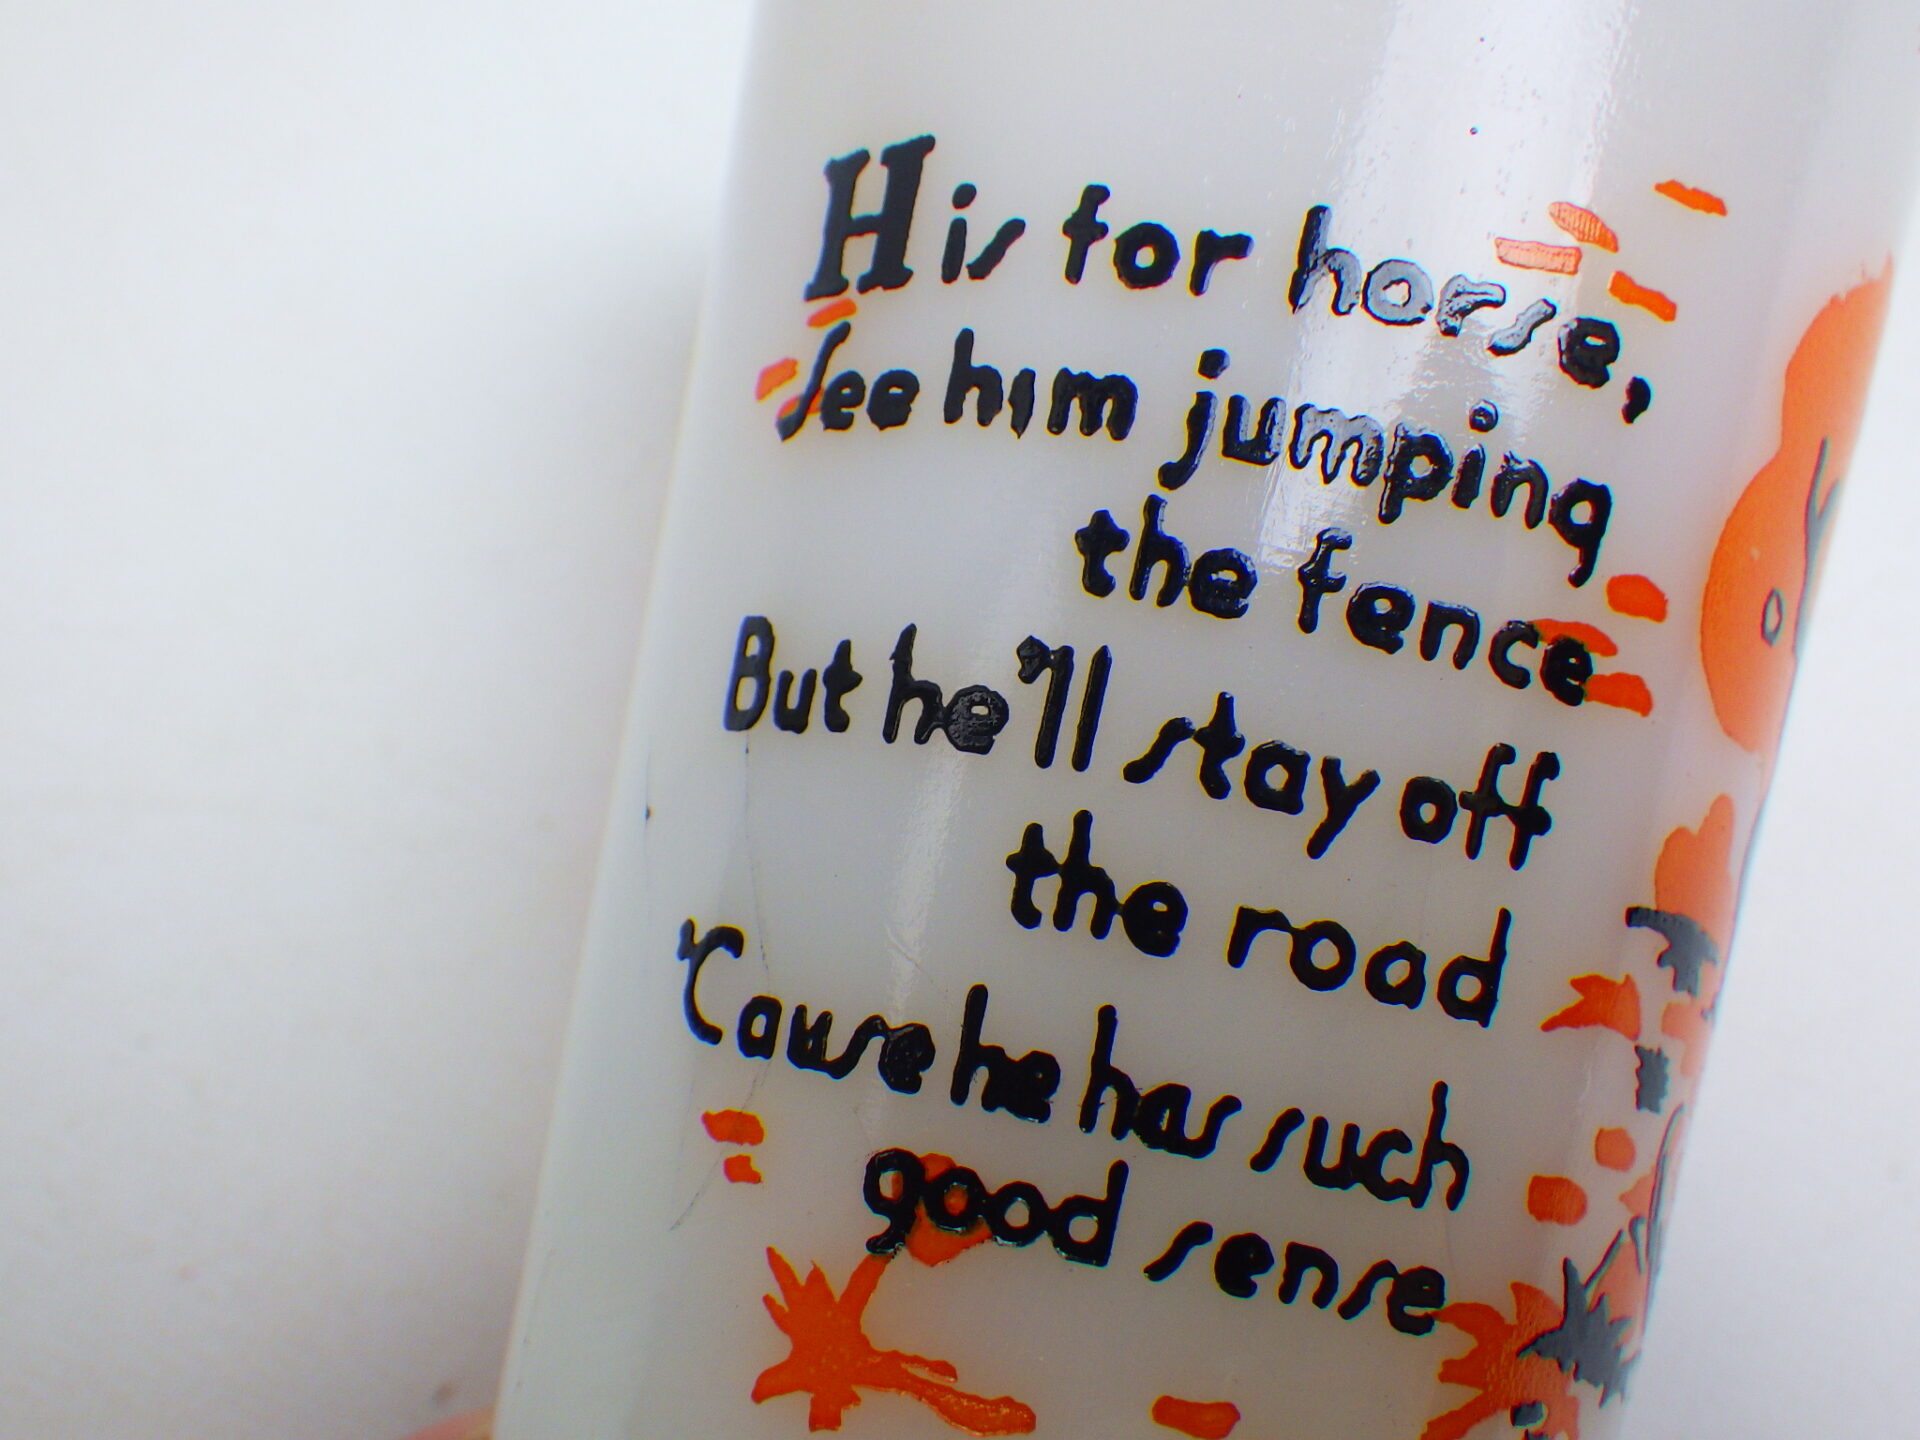 H is for horse,
See him jumping
the fence
But he'll stay off
the road
'Cause he has such
good sense